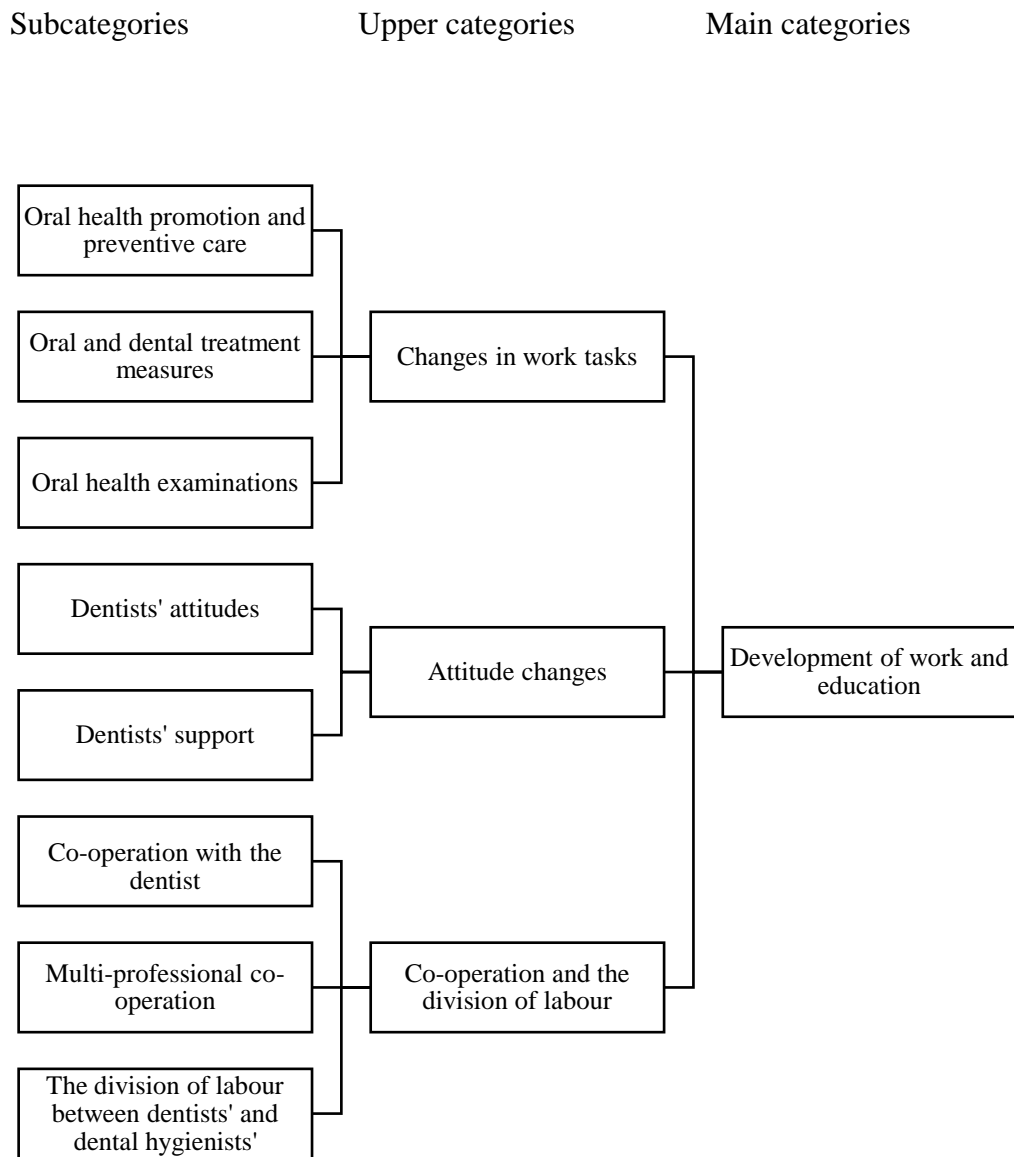 Subcategories
Upper categories
Main categories
Oral health promotion and
preventive care
Oral and dental treatment
measures
Changes in work tasks
Oral health examinations
Dentists' attitudes
Attitude changes
Development of work and
education
Dentists' support
Co-operation with the
dentist
Multi-professional co-
operation
Co-operation and the
division of labour
The division of labour
between dentists' and
dental hygienists'